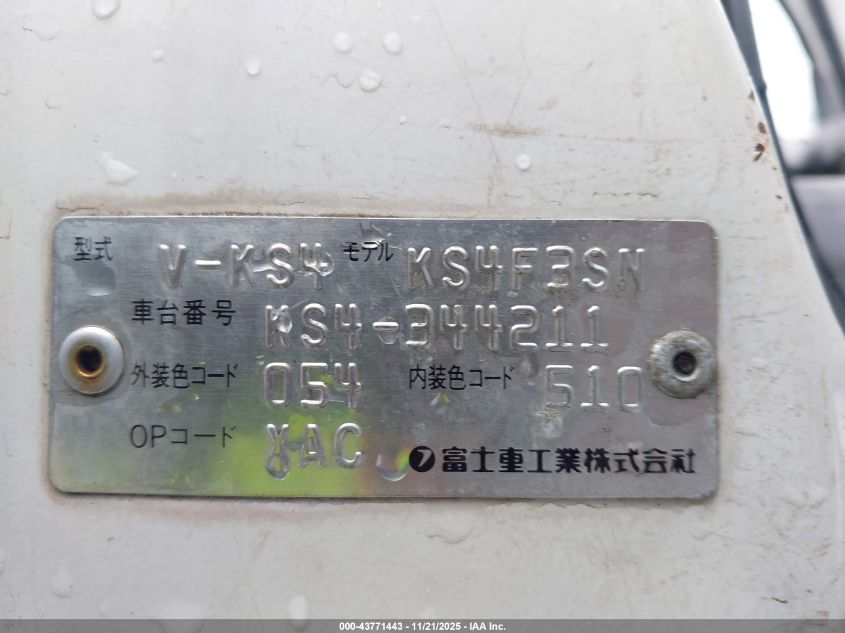 型式 V-KS4 モデル KS4F3SN
車台番号 KS4-344211
外装色コード 054 内装色コード 510
OPコード YAC 富士重工業株式会社
000-43771443 - 11/21/2025 - IAA Inc.